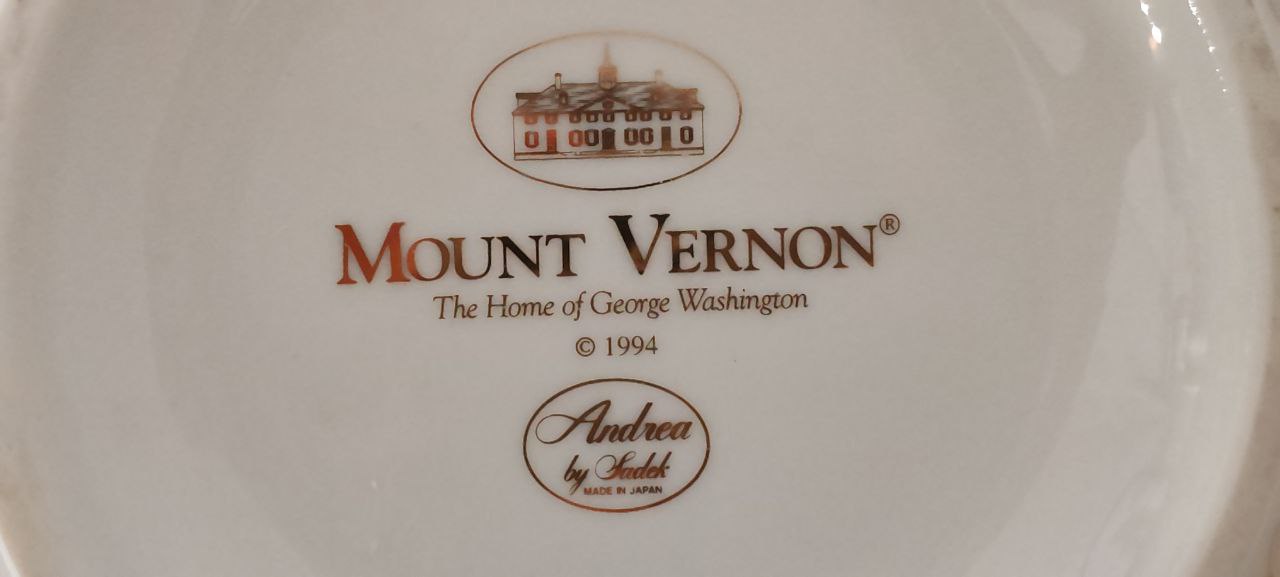 MOUNT VERNON®
The Home of George Washington
© 1994
Andrea
by Sadek
MADE IN JAPAN